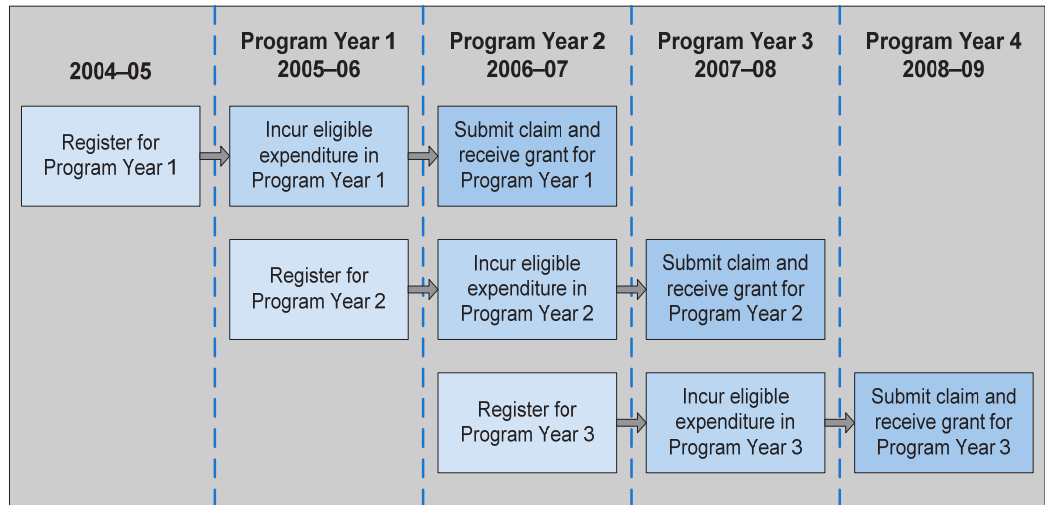 2004–05
Program Year 1
2005–06
Program Year 2
2006–07
Program Year 3
2007–08
Program Year 4
2008–09
Register for
Program Year 1
Incur eligible
expenditure in
Program Year 1
Submit claim and
receive grant for
Program Year 1
Register for
Program Year 2
Incur eligible
expenditure in
Program Year 2
Submit claim and
receive grant for
Program Year 2
Register for
Program Year 3
Incur eligible
expenditure in
Program Year 3
Submit claim and
receive grant for
Program Year 3